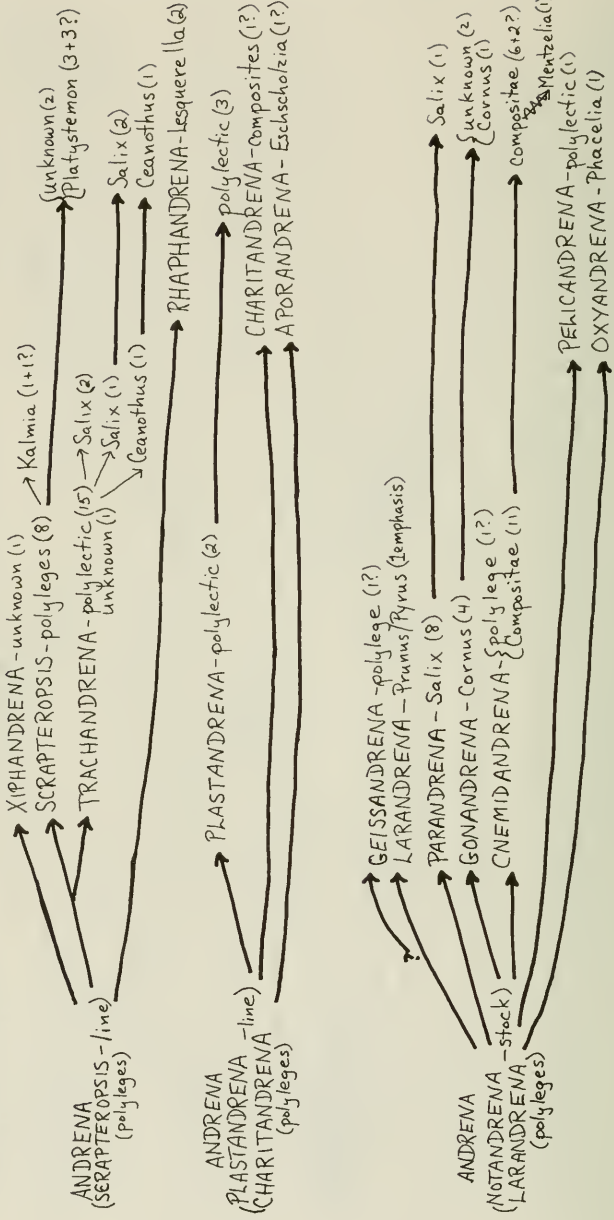 ANDRENA
(SCRAPTEROPSIS-line)
(polyleges)
XIPHANDRENA-unknown (1)
SCRAPTEROPSIS-polyleges (8)
Kalmia (1+1?)
{unknown (2)
{Platystemon (3+3?)
TRACHANDRENA-polylectic (15)
unknown (1)
Salix (2)
Salix (1)
Ceanothus (1)
Salix (2)
Ceanothus (1)
RHAPHANDRENA-Lesquerella (2)
ANDRENA
(PLASTANDRENA -line)
(CHARITANDRENA
(polyleges)
PLASTANDRENA-polylectic (2)
polylectic (3)
CHARITANDRENA-composites (1?)
APORANDRENA-Eschscholzia (1?)
ANDRENA
(NOTANDRENA -stock)
(LARANDRENA
(polyleges)
?
GEISSANDRENA-polylege (1?)
LARANDRENA-Prunus/Pyrus (1emphasis)
PARANDRENA-Salix (8)
Salix (1)
GONANDRENA-Cornus (4)
{unknown (2)
{Cornus (1)
CNEMIDANDRENA-{polylege (1?)
{Compositae (11)
Compositae (6+2?)
Mentzelia (1)
PELICANDRENA-polylectic (1)
OXYANDRENA-Phacelia (1)